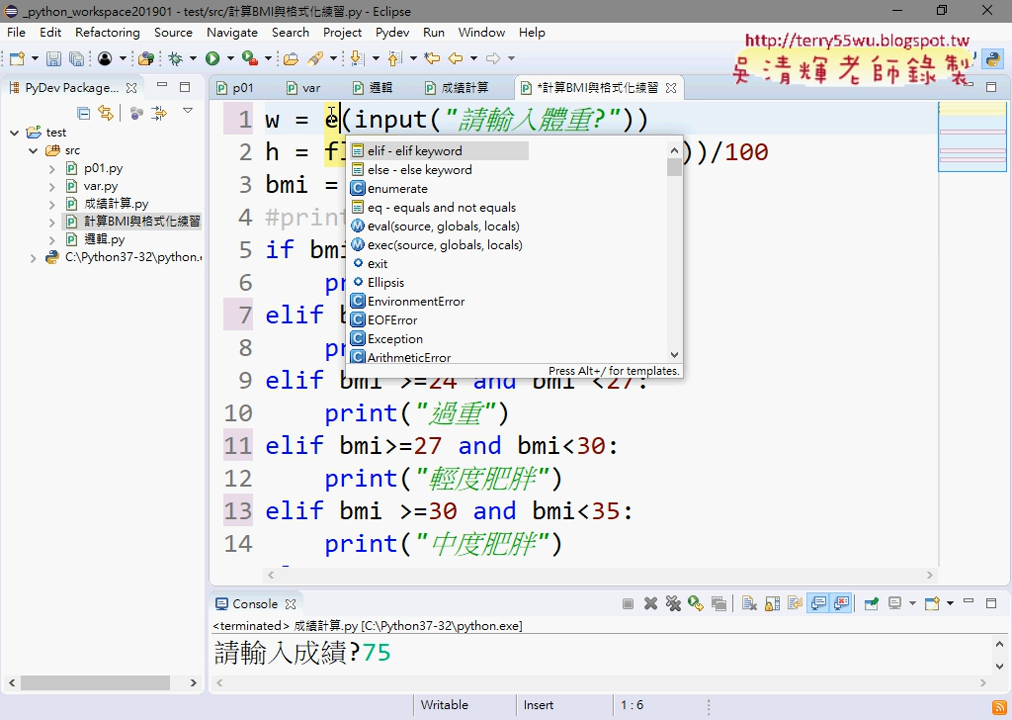 _python_workspace201901 - test/src/計算BMI與格式化練習.py - Eclipse
File Edit Refactoring Source Navigate Search Project Pydev Run Window Help
http://terry55wu.blogspot.tw
吳清輝老師錄製
PyDev Package...
p01 var 邏輯 成績計算 *計算BMI與格式化練習
test
src
p01.py
var.py
成績計算.py
計算BMI與格式化練習
邏輯.py
C:\Python37-32\python.
1 w = e(input("請輸入體重?"))
2 h = fl ))/100
3 bmi =
4 #print
5 if bmi
6 pr
7 elif b
8 pr
9 elif bmi >=24 and bmi <27:
10 print("過重")
11 elif bmi>=27 and bmi<30:
12 print("輕度肥胖")
13 elif bmi >=30 and bmi<35:
14 print("中度肥胖")
elif - elif keyword
else - else keyword
enumerate
eq - equals and not equals
eval(source, globals, locals)
exec(source, globals, locals)
exit
Ellipsis
EnvironmentError
EOFError
Exception
ArithmeticError
Press Alt+/ for templates.
Console
<terminated> 成績計算.py [C:\Python37-32\python.exe]
請輸入成績?75
Writable Insert 1 : 6